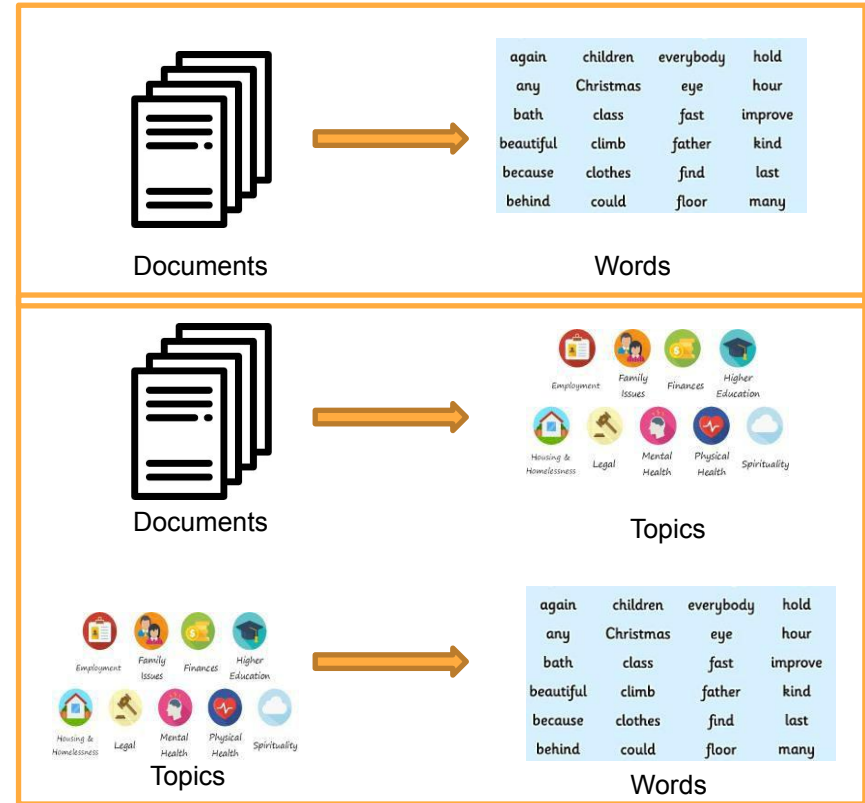 again children everybody hold
any Christmas eye hour
bath class fast improve
beautiful climb father kind
because clothes find last
behind could floor many
Documents Words
Employment Family Issues Finances Higher Education
Housing & Homelessness Legal Mental Health Physical Health Spirituality
Documents
Topics
Employment Family Issues Finances Higher Education
Housing & Homelessness Legal Mental Health Physical Health Spirituality
Topics
again children everybody hold
any Christmas eye hour
bath class fast improve
beautiful climb father kind
because clothes find last
behind could floor many
Words